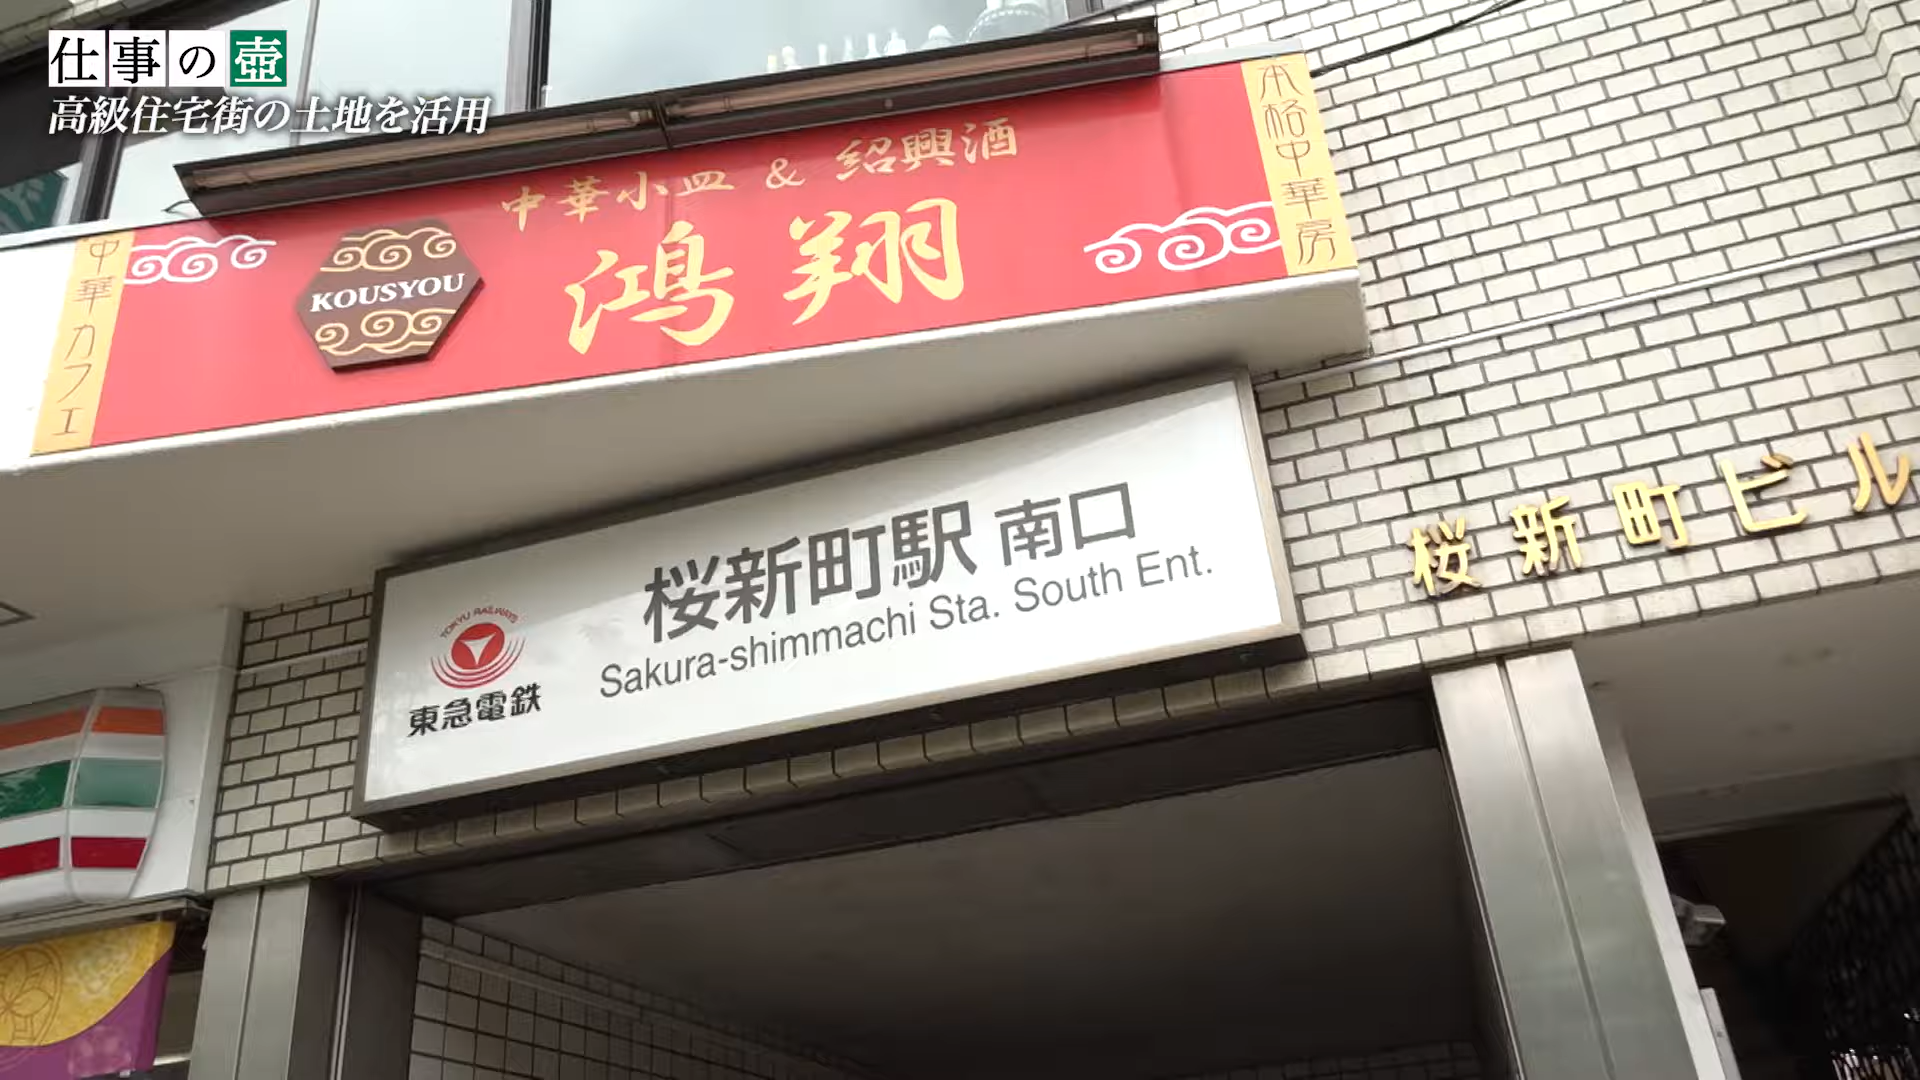 仕事の壺
高級住宅街の土地を活用
本格中華房
中華小皿 & 紹興酒
鴻翔
KOUSYOU
中華カフェ
桜新町駅 南口
Sakura-shimmachi Sta. South Ent.
TOKYU RAILWAYS
東急電鉄
桜新町ビル